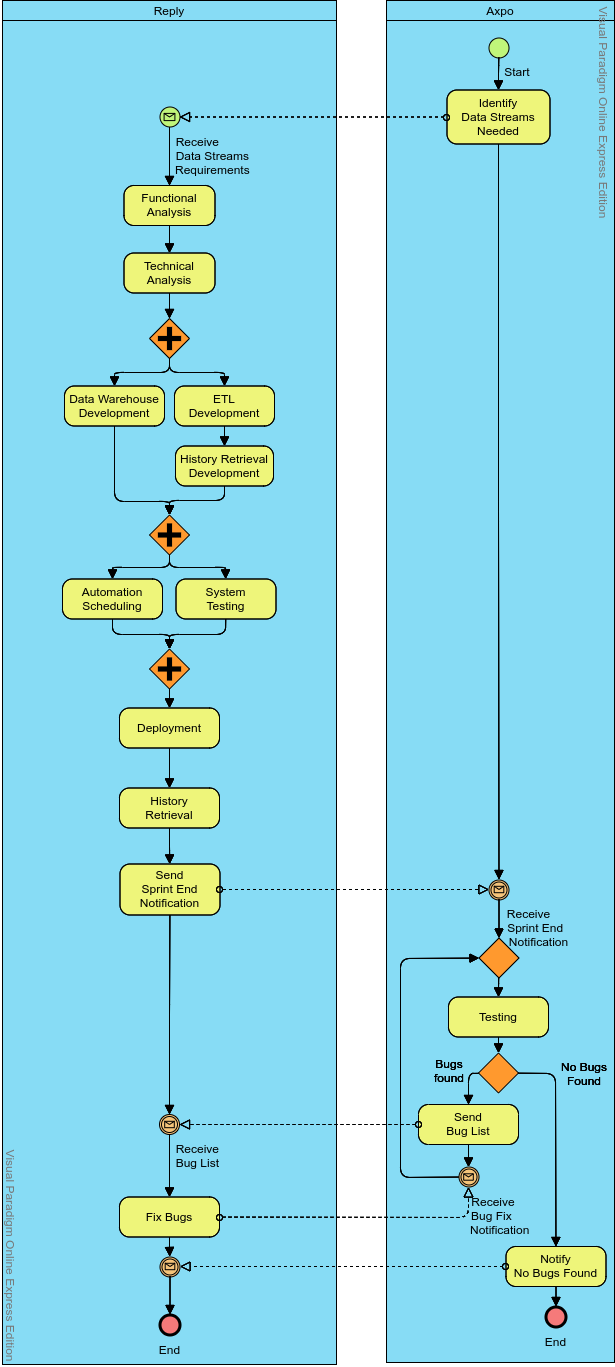 Reply
Axpo
Visual Paradigm Online Express Edition
Start
Identify
Data Streams
Needed
Receive
Data Streams
Requirements
Functional
Analysis
Technical
Analysis
Data Warehouse
Development
ETL
Development
History Retrieval
Development
Automation
Scheduling
System
Testing
Deployment
History
Retrieval
Send
Sprint End
Notification
Receive
Sprint End
Notification
Testing
Bugs
found
No Bugs
Found
Send
Bug List
Receive
Bug List
Receive
Bug Fix
Notification
Fix Bugs
Notify
No Bugs Found
End
End
Visual Paradigm Online Express Edition